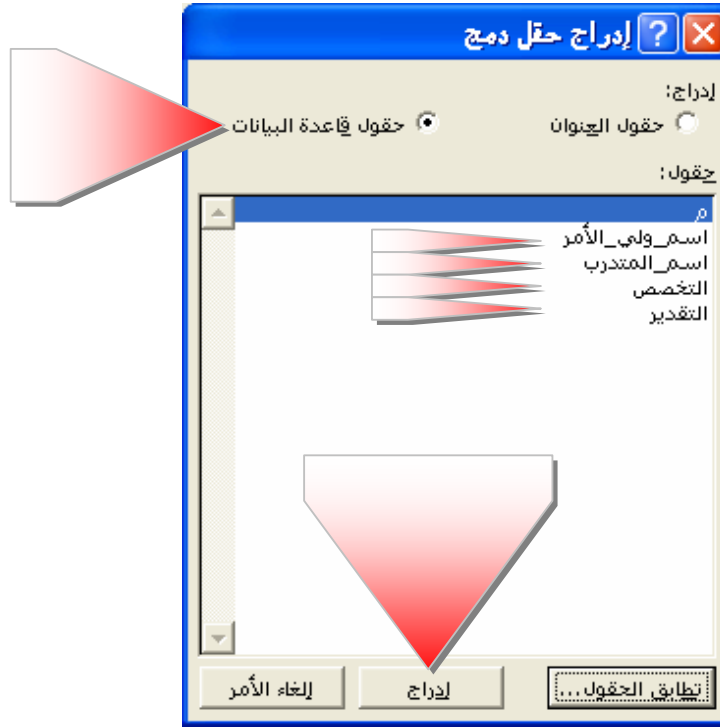 إدراج حقل دمج
إدراج:
حقول العنوان حقول قاعدة البيانات
حقول:
م
اسم_ولي_الأمر
اسم_المتدرب
التخصص
التقدير
تطابق الحقول... إدراج إلغاء الأمر